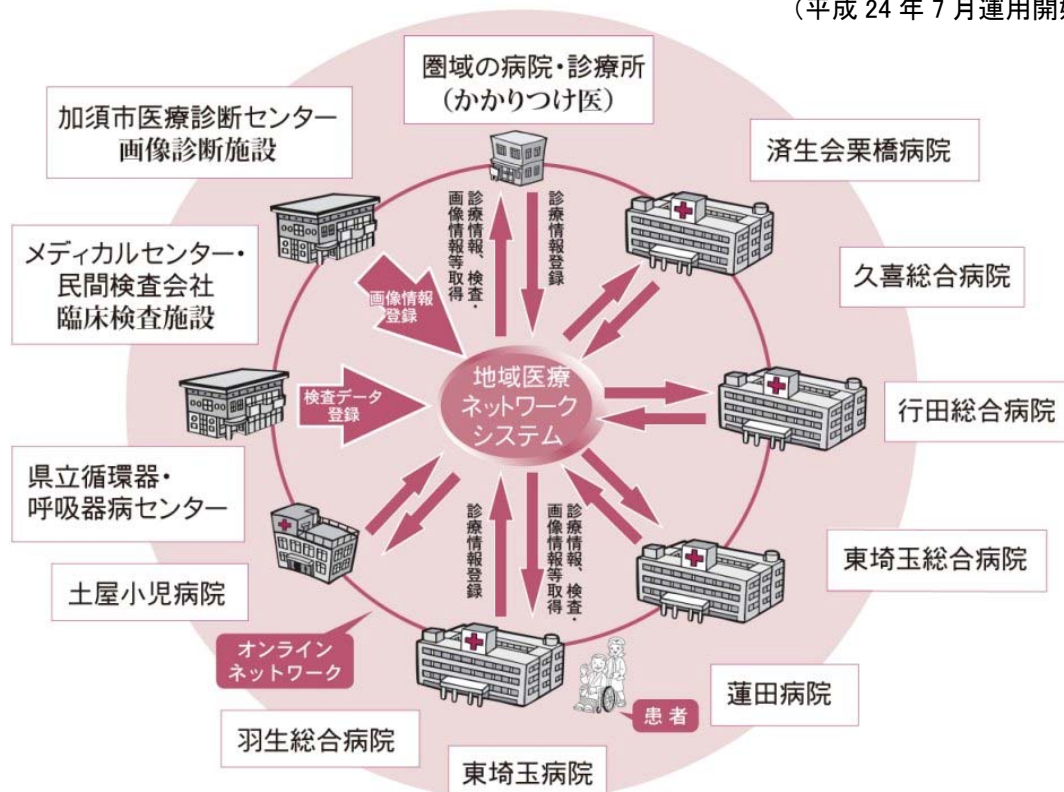 （平成 24 年 7 月運用開始
圏域の病院・診療所
（かかりつけ医）
加須市医療診断センター
画像診断施設
済生会栗橋病院
メディカルセンター・
民間検査会社
臨床検査施設
久喜総合病院
診療情報、検査・
画像情報等取得
診療情報登録
画像情報
登録
地域医療
ネットワーク
システム
検査データ
登録
行田総合病院
県立循環器・
呼吸器病センター
診療情報登録
診療情報、検査・
画像情報等取得
東埼玉総合病院
土屋小児病院
オンライン
ネットワーク
患者
蓮田病院
羽生総合病院
東埼玉病院